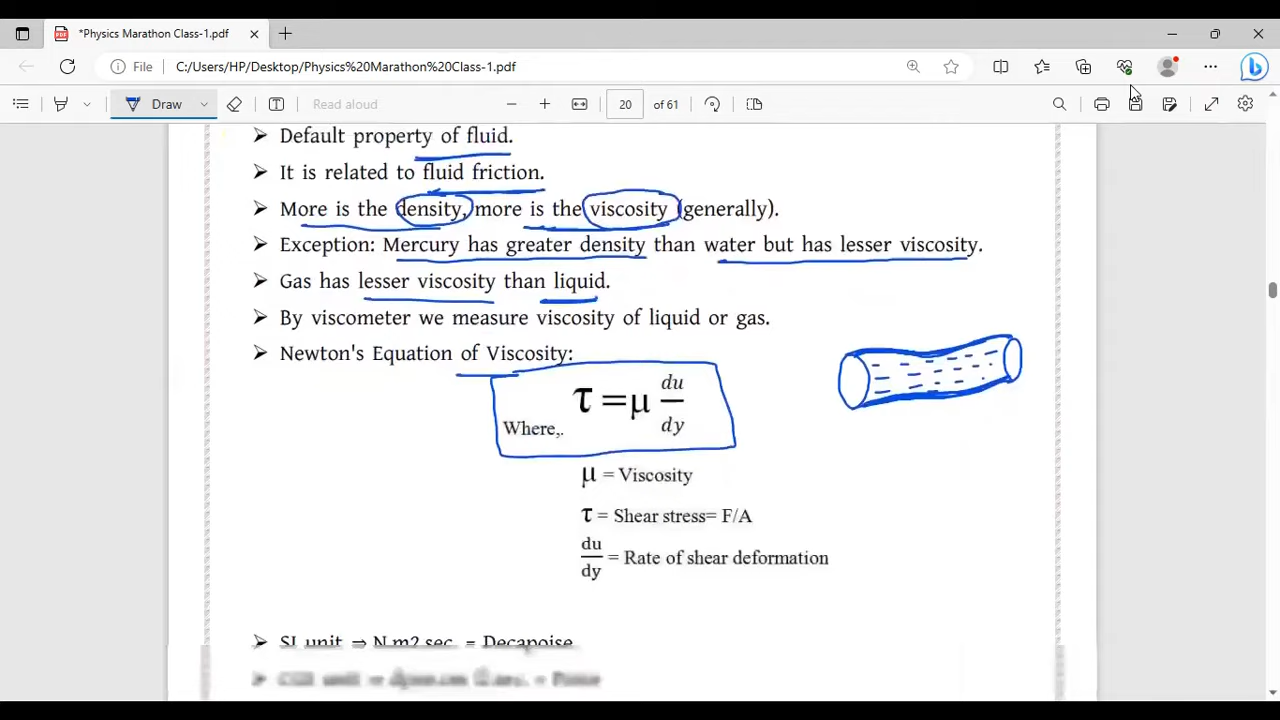 *Physics Marathon Class-1.pdf
File C:/Users/HP/Desktop/Physics%20Marathon%20Class-1.pdf
Draw Read aloud 20 of 61
➢ Default property of fluid.
➢ It is related to fluid friction.
➢ More is the density, more is the viscosity (generally).
➢ Exception: Mercury has greater density than water but has lesser viscosity.
➢ Gas has lesser viscosity than liquid.
➢ By viscometer we measure viscosity of liquid or gas.
➢ Newton's Equation of Viscosity:
τ = μ du/dy
Where,.
μ = Viscosity
τ = Shear stress= F/A
du/dy = Rate of shear deformation
➢ SI unit ⇒ N.m2 sec. = Decapoise